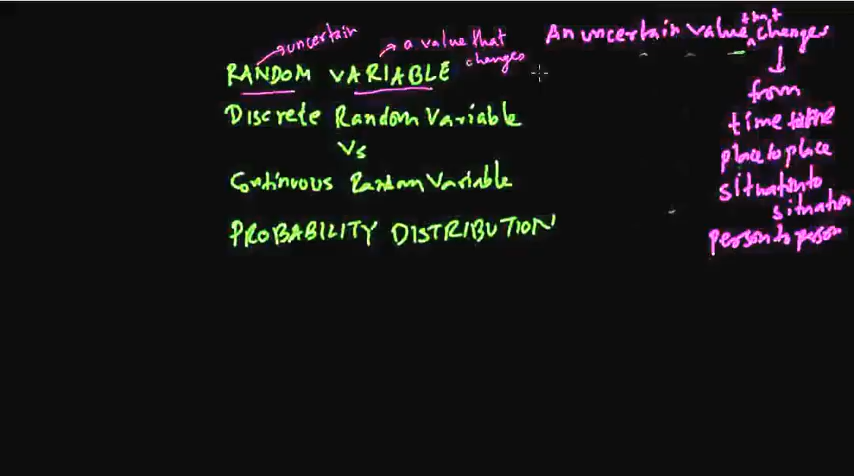 uncertain
a value that
changes
RANDOM VARIABLE
Discrete Random Variable
Vs
Continuous Random Variable
PROBABILITY DISTRIBUTION
An uncertain value that changes
from
time to time
place to place
situation to
situation
person to person